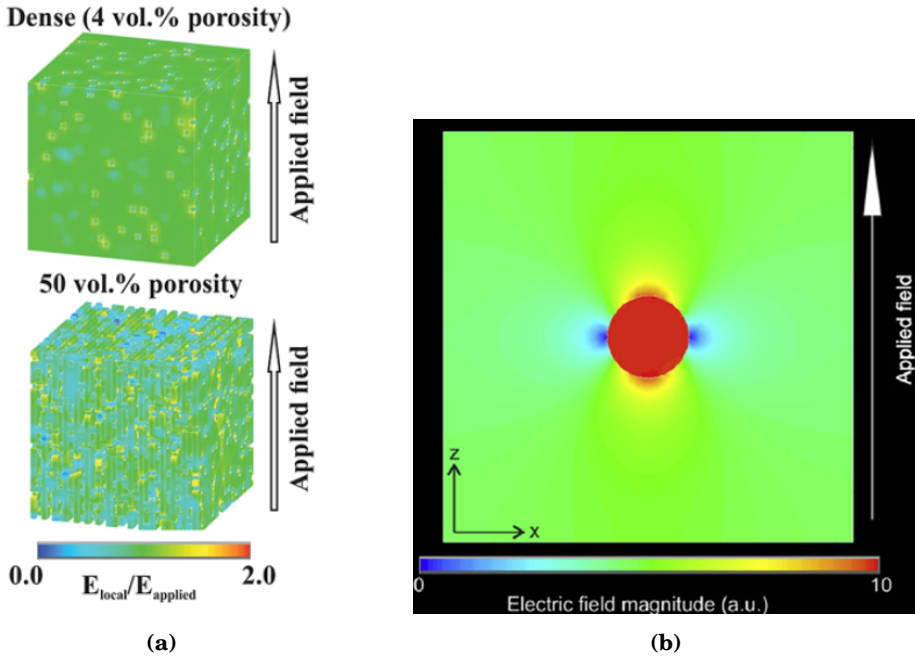 Dense (4 vol.% porosity)
Applied field
50 vol.% porosity
Applied field
0.0
2.0
E_local/E_applied
(a)
Applied field
z
x
0
10
Electric field magnitude (a.u.)
(b)